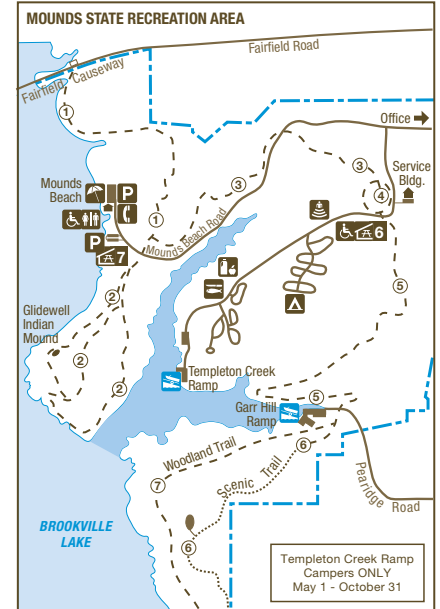 MOUNDS STATE RECREATION AREA
Fairfield Road
Fairfield Causeway
1
Office
Mounds
Beach
P
3
3
Service
Bldg.
4
1
Mounds Beach Road
P
7
6
2
5
Glidewell
Indian
Mound
2
2
Templeton Creek
Ramp
5
Garr Hill
Ramp
Woodland Trail
6
Scenic Trail
7
Pearidge Road
6
BROOKVILLE
LAKE
Templeton Creek Ramp
Campers ONLY
May 1 - October 31